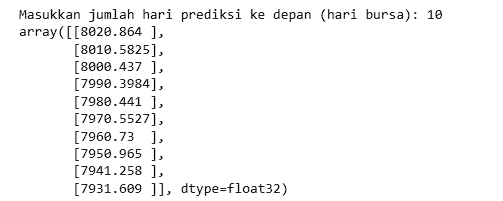 Masukkan jumlah hari prediksi ke depan (hari bursa): 10
array([[8020.864 ],
       [8010.5825],
       [8000.437 ],
       [7990.3984],
       [7980.441 ],
       [7970.5527],
       [7960.73  ],
       [7950.965 ],
       [7941.258 ],
       [7931.609 ]], dtype=float32)